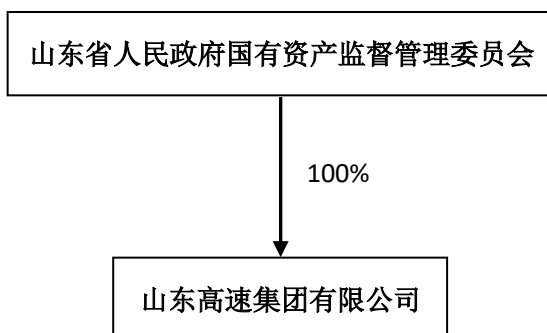 山东省人民政府国有资产监督管理委员会
100%
山东高速集团有限公司